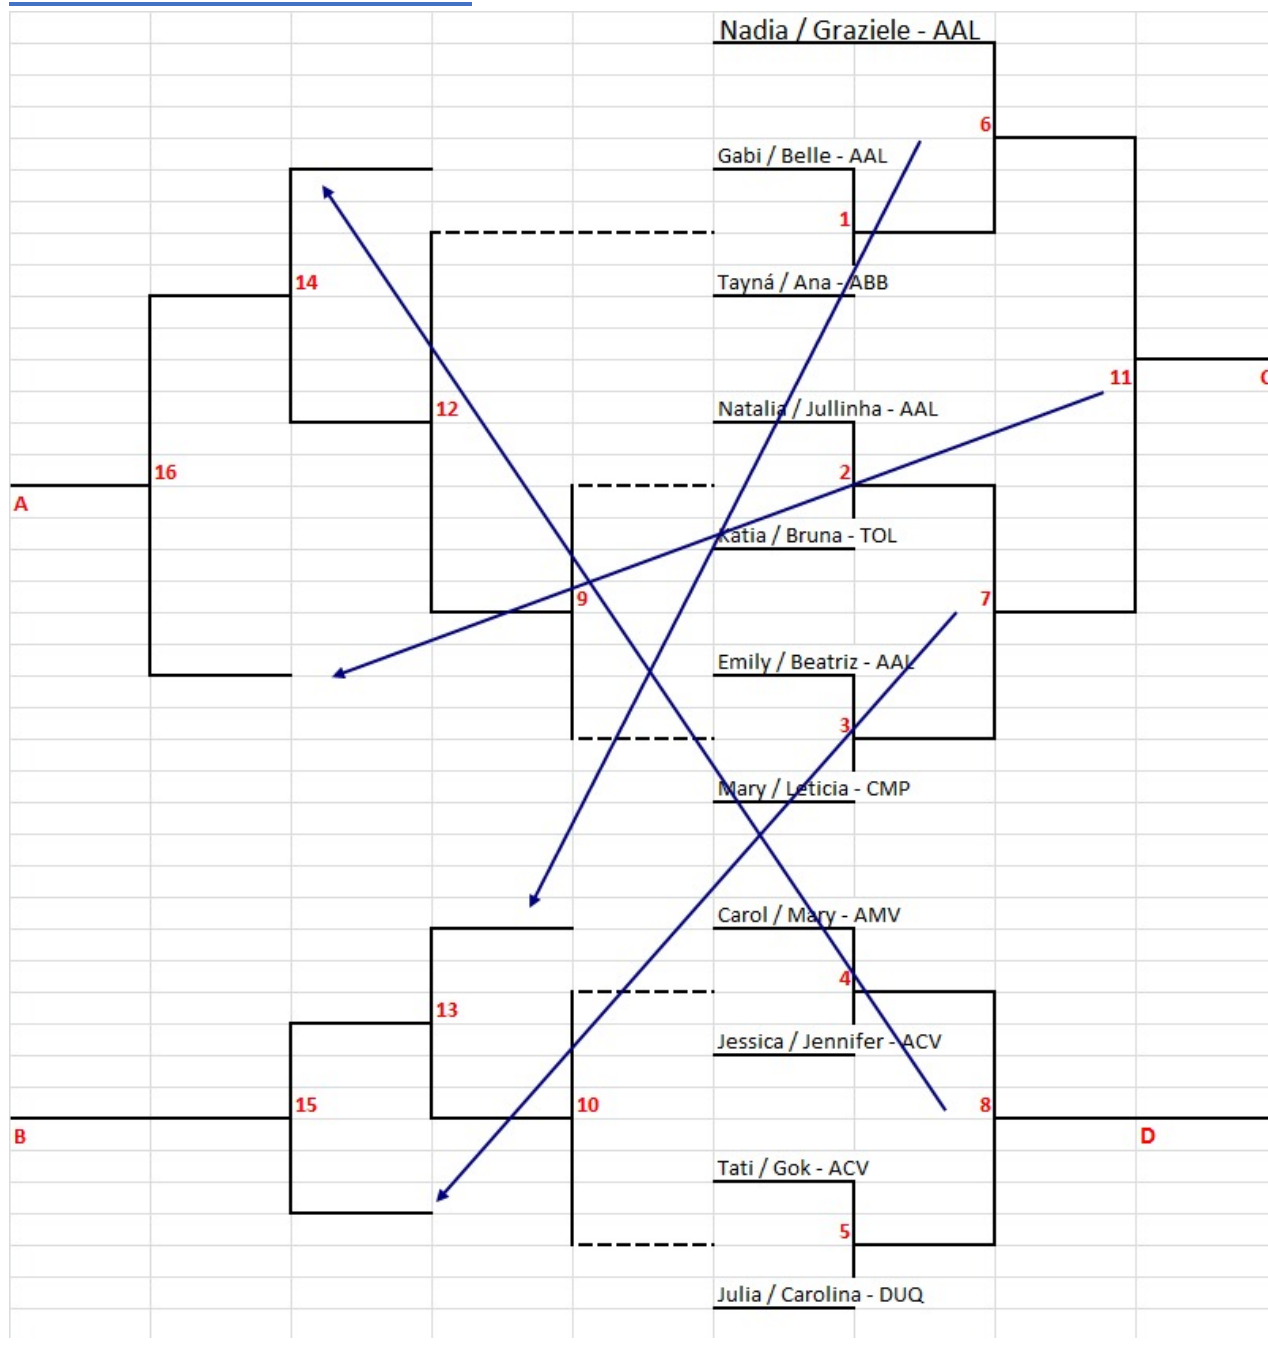 Nadia / Graziele - AAL
6
Gabi / Belle - AAL
1
14
Tayná / Ana - ABB
11
12
Natalia / Jullinha - AAL
16
2
A
Katia / Bruna - TOL
9
7
Emily / Beatriz - AAL
3
Mary / Leticia - CMP
Carol / Mary - AMV
4
13
Jessica / Jennifer - ACV
15
10
8
B
D
Tati / Gok - ACV
5
Julia / Carolina - DUQ